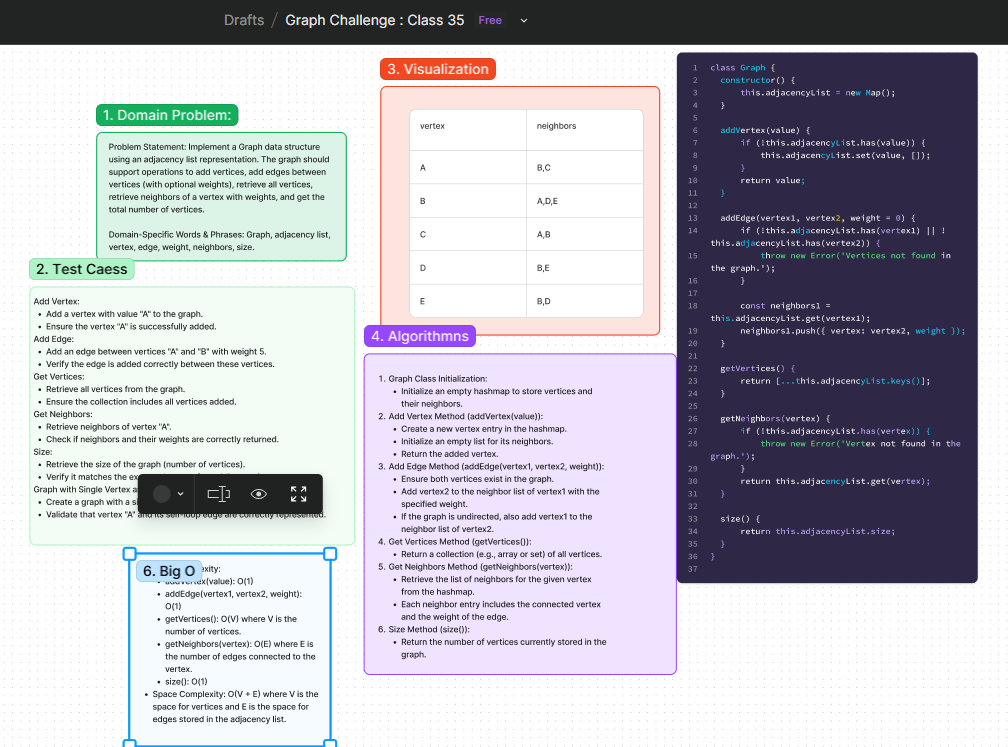 Drafts / Graph Challenge : Class 35 Free
1. Domain Problem:
Problem Statement: Implement a Graph data structure
using an adjacency list representation. The graph should
support operations to add vertices, add edges between
vertices (with optional weights), retrieve all vertices,
retrieve neighbors of a vertex with weights, and get the
total number of vertices.
Domain-Specific Words & Phrases: Graph, adjacency list,
vertex, edge, weight, neighbors, size.
2. Test Caess
Add Vertex:
• Add a vertex with value "A" to the graph.
• Ensure the vertex "A" is successfully added.
Add Edge:
• Add an edge between vertices "A" and "B" with weight 5.
• Verify the edge is added correctly between these vertices.
Get Vertices:
• Retrieve all vertices from the graph.
• Ensure the collection includes all vertices added.
Get Neighbors:
• Retrieve neighbors of vertex "A".
• Check if neighbors and their weights are correctly returned.
Size:
• Retrieve the size of the graph (number of vertices).
• Verify it matches the
Graph with Single Vertex
• Create a graph with a
• Validate that vertex "A" and its self-loop edge are correctly represented.
3. Visualization
vertex neighbors
A B,C
B A,D,E
C A,B
D B,E
E B,D
4. Algorithmns
1. Graph Class Initialization:
• Initialize an empty hashmap to store vertices and
their neighbors.
2. Add Vertex Method (addVertex(value)):
• Create a new vertex entry in the hashmap.
• Initialize an empty list for its neighbors.
• Return the added vertex.
3. Add Edge Method (addEdge(vertex1, vertex2, weight)):
• Ensure both vertices exist in the graph.
• Add vertex2 to the neighbor list of vertex1 with the
specified weight.
• If the graph is undirected, also add vertex1 to the
neighbor list of vertex2.
4. Get Vertices Method (getVertices()):
• Return a collection (e.g., array or set) of all vertices.
5. Get Neighbors Method (getNeighbors(vertex)):
• Retrieve the list of neighbors for the given vertex
from the hashmap.
• Each neighbor entry includes the connected vertex
and the weight of the edge.
6. Size Method (size()):
• Return the number of vertices currently stored in the
graph.
1 class Graph {
2 constructor() {
3 this.adjacencyList = new Map();
4 }
5
6 addVertex(value) {
7 if (!this.adjacencyList.has(value)) {
8 this.adjacencyList.set(value, []);
9 }
10 return value;
11 }
12
13 addEdge(vertex1, vertex2, weight = 0) {
14 if (!this.adjacencyList.has(vertex1) || !
this.adjacencyList.has(vertex2)) {
15 throw new Error('Vertices not found in
the graph.');
16 }
17
18 const neighbors1 =
this.adjacencyList.get(vertex1);
19 neighbors1.push({ vertex: vertex2, weight });
20 }
21
22 getVertices() {
23 return [...this.adjacencyList.keys()];
24 }
25
26 getNeighbors(vertex) {
27 if (!this.adjacencyList.has(vertex)) {
28 throw new Error('Vertex not found in the
graph.');
29 }
30 return this.adjacencyList.get(vertex);
31 }
32
33 size() {
34 return this.adjacencyList.size;
35 }
36 }
37
6. Big O
• addVertex(value): O(1)
• addEdge(vertex1, vertex2, weight):
O(1)
• getVertices(): O(V) where V is the
number of vertices.
• getNeighbors(vertex): O(E) where E is
the number of edges connected to the
vertex.
• size(): O(1)
• Space Complexity: O(V + E) where V is the
space for vertices and E is the space for
edges stored in the adjacency list.